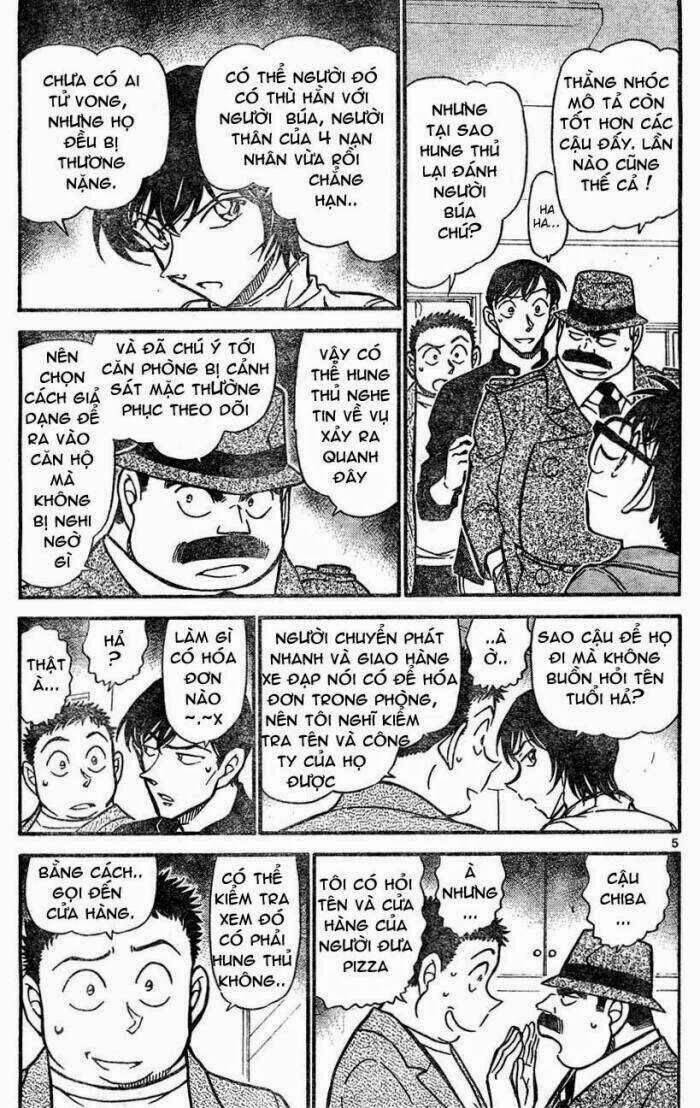 THẰNG NHÓC
MÔ TẢ CÒN
TỐT HƠN CÁC
CẬU ĐẤY. LẦN
NÀO CŨNG
THẾ CẢ !
HA
HA...
NHƯNG
TẠI SAO
HUNG THỦ
LẠI ĐÁNH
NGƯỜI
BÚA
CHÚ?
CÓ THỂ NGƯỜI ĐÓ
CÓ THÙ HẰN VỚI
NGƯỜI BÚA, NGƯỜI
THÂN CỦA 4 NẠN
NHÂN VỪA RỒI
CHẲNG
HẠN..
CHƯA CÓ AI
TỬ VONG,
NHƯNG HỌ
ĐỀU BỊ
THƯƠNG
NẶNG.
VẬY CÓ
THỂ HUNG
THỦ NGHE
TIN VỀ VỤ
XẢY RA
QUANH
ĐÂY
VÀ ĐÃ CHÚ Ý TỚI
CĂN PHÒNG BỊ CẢNH
SÁT MẶC THƯỜNG
PHỤC THEO DÕI
NÊN
CHỌN
CÁCH GIẢ
DẠNG ĐỂ
RA VÀO
CĂN HỘ
MÀ
KHÔNG
BỊ NGHI
NGỜ
GÌ
SAO CẬU ĐỂ HỌ
ĐI MÀ KHÔNG
BUỒN HỎI TÊN
TUỔI HẢ?
..À
Ờ..
NGƯỜI CHUYỂN PHÁT
NHANH VÀ GIAO HÀNG
XE ĐẠP NÓI CÓ ĐỂ HÓA
ĐƠN TRONG PHÒNG,
NÊN TÔI NGHĨ KIỂM
TRA TÊN VÀ CÔNG
TY CỦA HỌ
ĐƯỢC
LÀM GÌ
CÓ HÓA
ĐƠN
NÀO
~.~X
HẢ
?
THẬT
À...
5
CẬU
CHIBA
...
À
NHƯNG
...
TÔI CÓ HỎI
TÊN VÀ CỬA
HÀNG CỦA
NGƯỜI ĐƯA
PIZZA
CÓ THỂ
KIỂM TRA
XEM ĐÓ
CÓ PHẢI
HUNG THỦ
KHÔNG..
BẰNG CÁCH..
GỌI ĐẾN
CỬA HÀNG.